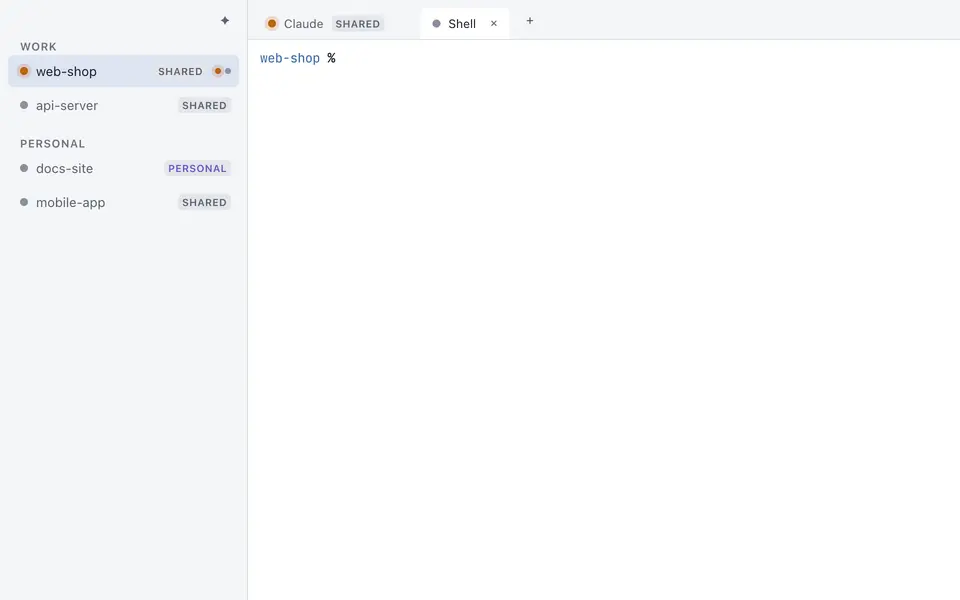 WORK
web-shop SHARED
api-server SHARED
PERSONAL
docs-site PERSONAL
mobile-app SHARED
Claude SHARED
Shell × +
web-shop %